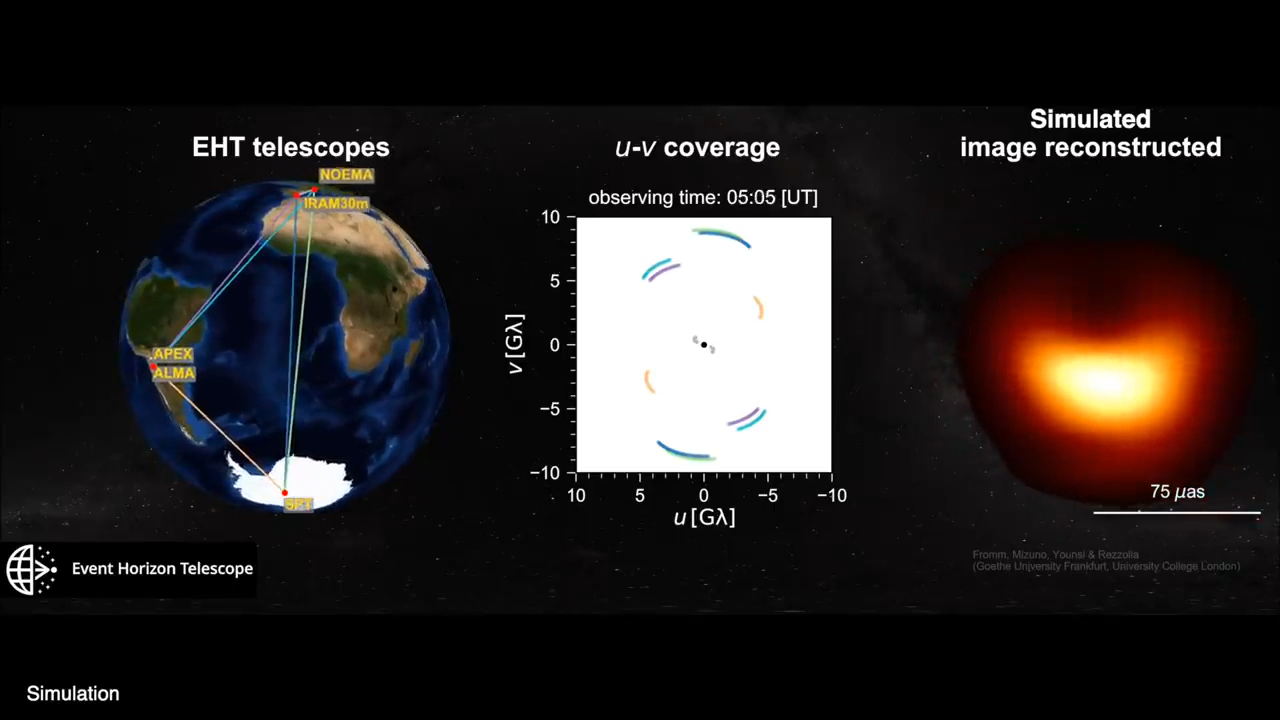 EHT telescopes
NOEMA
IRAM30m
APEX
ALMA
SPT
Event Horizon Telescope
u-v coverage
observing time: 05:05 [UT]
10
5
0
−5
−10
v [Gλ]
10 5 0 −5 −10
u [Gλ]
Simulated
image reconstructed
75 μas
Fromm, Mizuno, Younsi & Rezzolla
(Goethe University Frankfurt, University College London)
Simulation